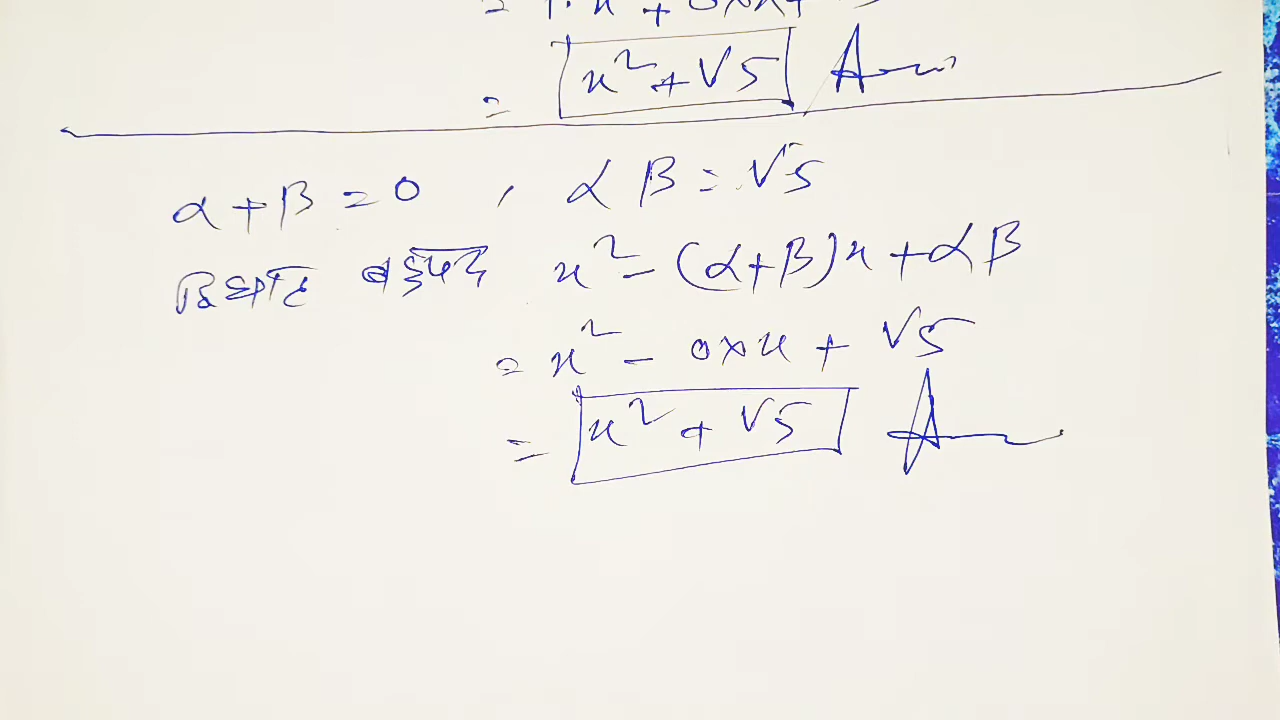 = x² + √5 Ans
α + β = 0 , αβ = √5
द्विघात बहुपद x² - (α+β)x + αβ
= x² - 0×x + √5
= x² + √5 Ans